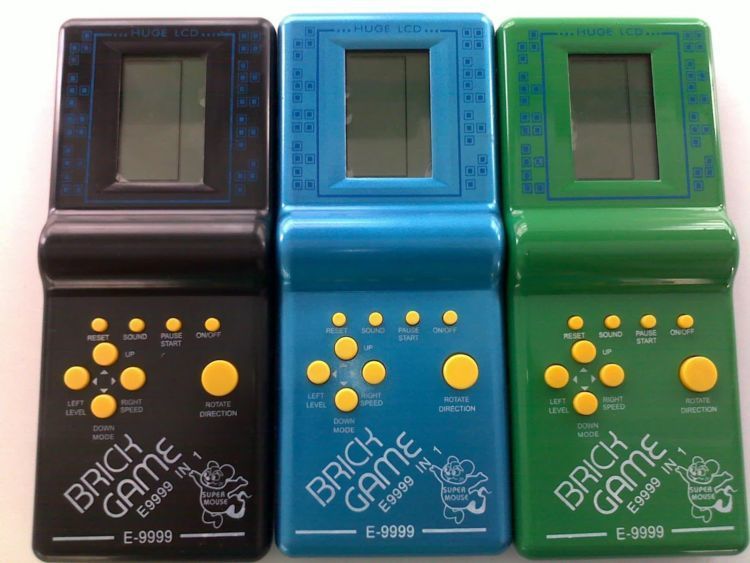 HUGE LCD
RESET SOUND PAUSE START ON/OFF
UP
LEFT LEVEL
RIGHT SPEED
DOWN MODE
ROTATE DIRECTION
BRICK
GAME
E9999 IN 1
SUPER MOUSE
E-9999
HUGE LCD
RESET SOUND PAUSE START ON/OFF
UP
LEFT LEVEL
RIGHT SPEED
DOWN MODE
ROTATE DIRECTION
BRICK
GAME
E9999 IN 1
SUPER MOUSE
E-9999
HUGE LCD
RESET SOUND PAUSE START ON/OFF
UP
LEFT LEVEL
RIGHT SPEED
DOWN MODE
ROTATE DIRECTION
BRICK
GAME
E9999 IN 1
SUPER MOUSE
E-9999